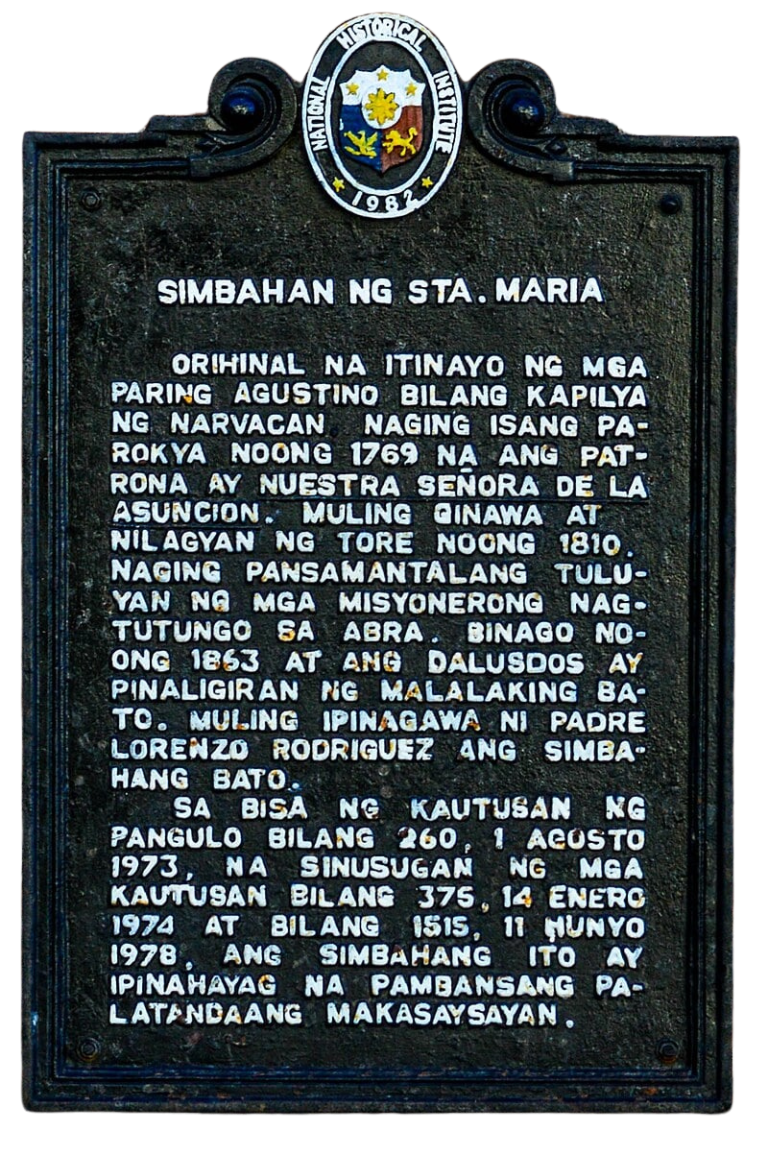 NATIONAL HISTORICAL INSTITUTE
1982
SIMBAHAN NG STA. MARIA
ORIHINAL NA ITINAYO NG MGA
PARING AGUSTINO BILANG KAPILYA
NG NARVACAN NAGING ISANG PA-
ROKYA NOONG 1769 NA ANG PAT-
RONA AY NUESTRA SEÑORA DE LA
ASUNCION. MULING GINAWA AT
NILAGYAN NG TORE NOONG 1810.
NAGING PANSAMANTALANG TULU-
YAN NG MGA MISYONERONG NAG-
TUTUNGO SA ABRA. BINAGO NO-
ONG 1863 AT ANG DALUSDOS AY
PINALIGIRAN NG MALALAKING BA-
TO. MULING IPINAGAWA NI PADRE
LORENZO RODRIGUEZ ANG SIMBA-
HANG BATO.
SA BISA NG KAUTUSAN NG
PANGULO BILANG 260, 1 AGOSTO
1973, NA SINUSUGAN NG MGA
KAUTUSAN BILANG 375, 14 ENERO
1974 AT BILANG 1515, 11 HUNYO
1978, ANG SIMBAHANG ITO AY
IPINAHAYAG NA PAMBANSANG PA-
LATANDAANG MAKASAYSAYAN.